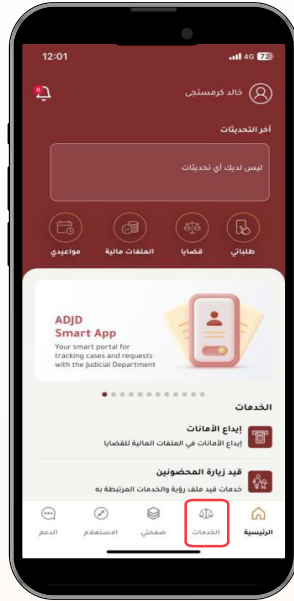 12:01
4G 72
خالد كرمستجى
0
أخر التحديثات
ليس لديك أي تحديثات
طلباتي
قضايا
الملفات مالية
مواعيدي
ADJD
Smart App
Your smart portal for
tracking cases and requests
with the Judicial Department
الخدمات
إيداع الأمانات
إيداع الأمانات في الملفات المالية للقضايا
قيد زيارة المحضونين
خدمات قيد ملف رؤية والخدمات المرتبطة به
الرئيسية
الخدمات
صفحتي
الاستعلام
الدعم